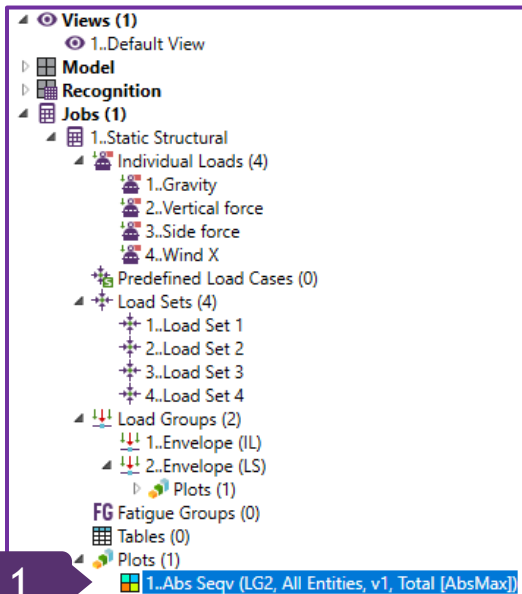 Views (1)
1..Default View
Model
Recognition
Jobs (1)
1..Static Structural
Individual Loads (4)
1..Gravity
2..Vertical force
3..Side force
4..Wind X
Predefined Load Cases (0)
Load Sets (4)
1..Load Set 1
2..Load Set 2
3..Load Set 3
4..Load Set 4
Load Groups (2)
1..Envelope (IL)
2..Envelope (LS)
Plots (1)
FG Fatigue Groups (0)
Tables (0)
Plots (1)
1 1..Abs Seqv (LG2, All Entities, v1, Total [AbsMax])